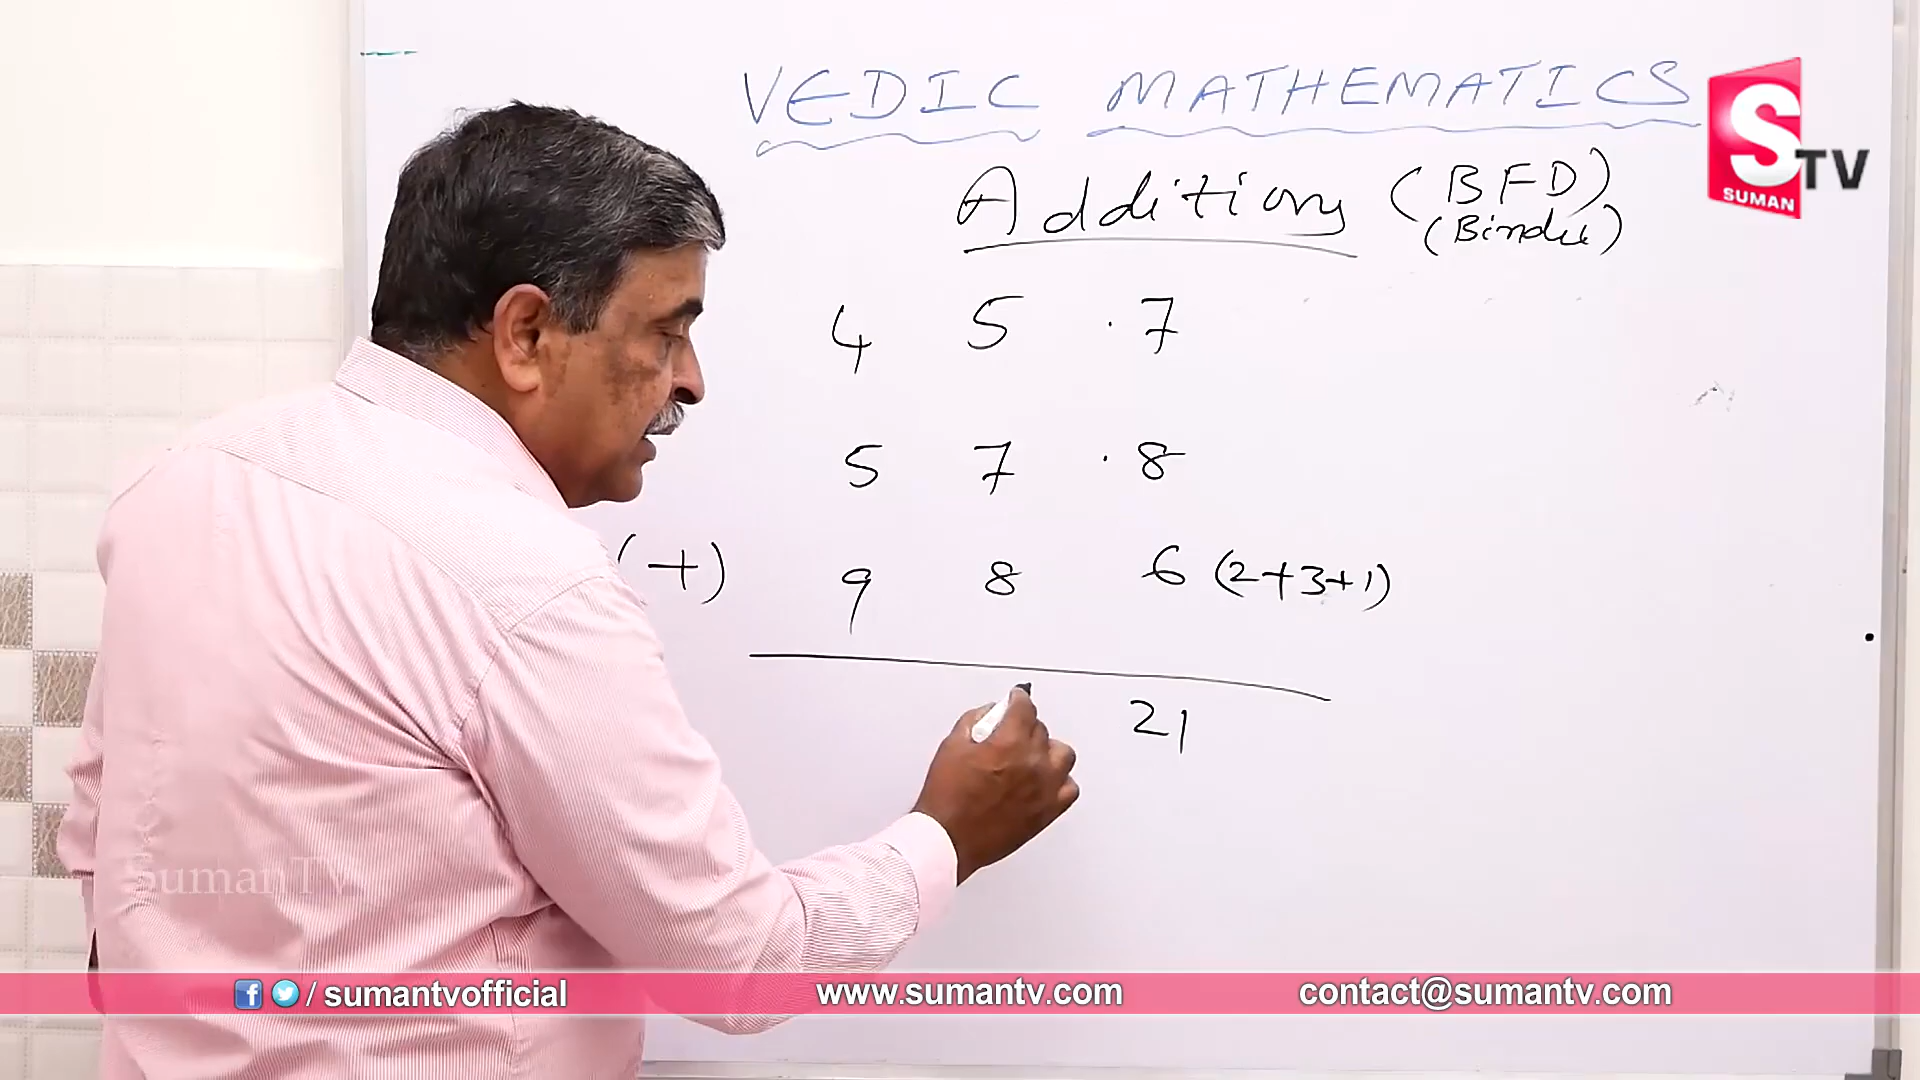 VEDIC MATHEMATICS
S TV
SUMAN
Addition (BFD)
(Bindu)
4 5 .7
5 7 .8
(+) 9 8 6 (2+3+1)
21
SumanTV
/ sumantvofficial
www.sumantv.com
contact@sumantv.com